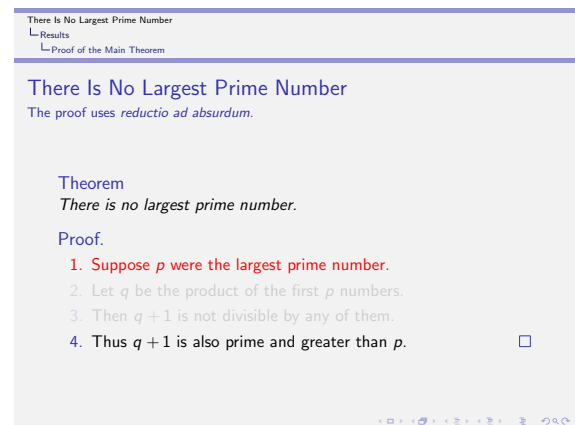 There Is No Largest Prime Number
Results
Proof of the Main Theorem
There Is No Largest Prime Number
The proof uses reductio ad absurdum.
Theorem
There is no largest prime number.
Proof.
1. Suppose p were the largest prime number.
2. Let q be the product of the first p numbers.
3. Then q + 1 is not divisible by any of them.
4. Thus q + 1 is also prime and greater than p.